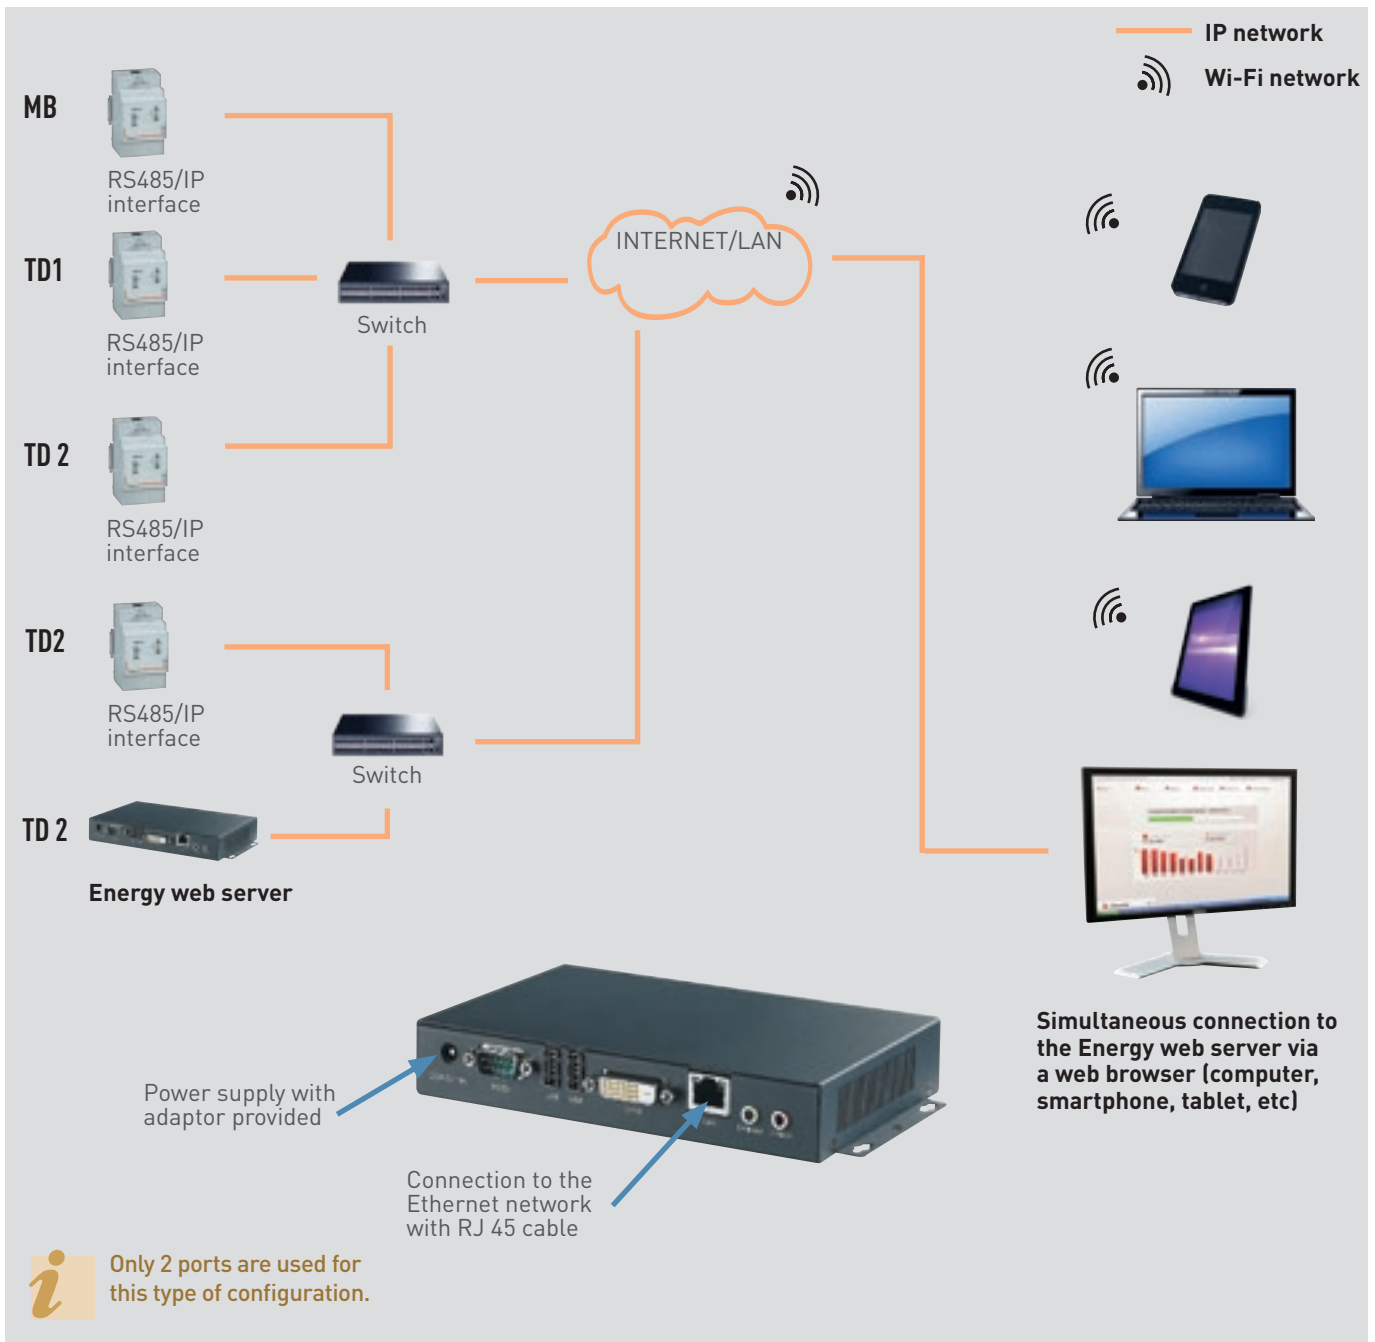 IP network
Wi-Fi network
MB
RS485/IP
interface
TD1
RS485/IP
interface
Switch
INTERNET/LAN
TD 2
RS485/IP
interface
TD2
RS485/IP
interface
Switch
TD 2
Energy web server
Simultaneous connection to
the Energy web server via
a web browser (computer,
smartphone, tablet, etc)
Power supply with
adaptor provided
Connection to the
Ethernet network
with RJ 45 cable
Only 2 ports are used for
this type of configuration.